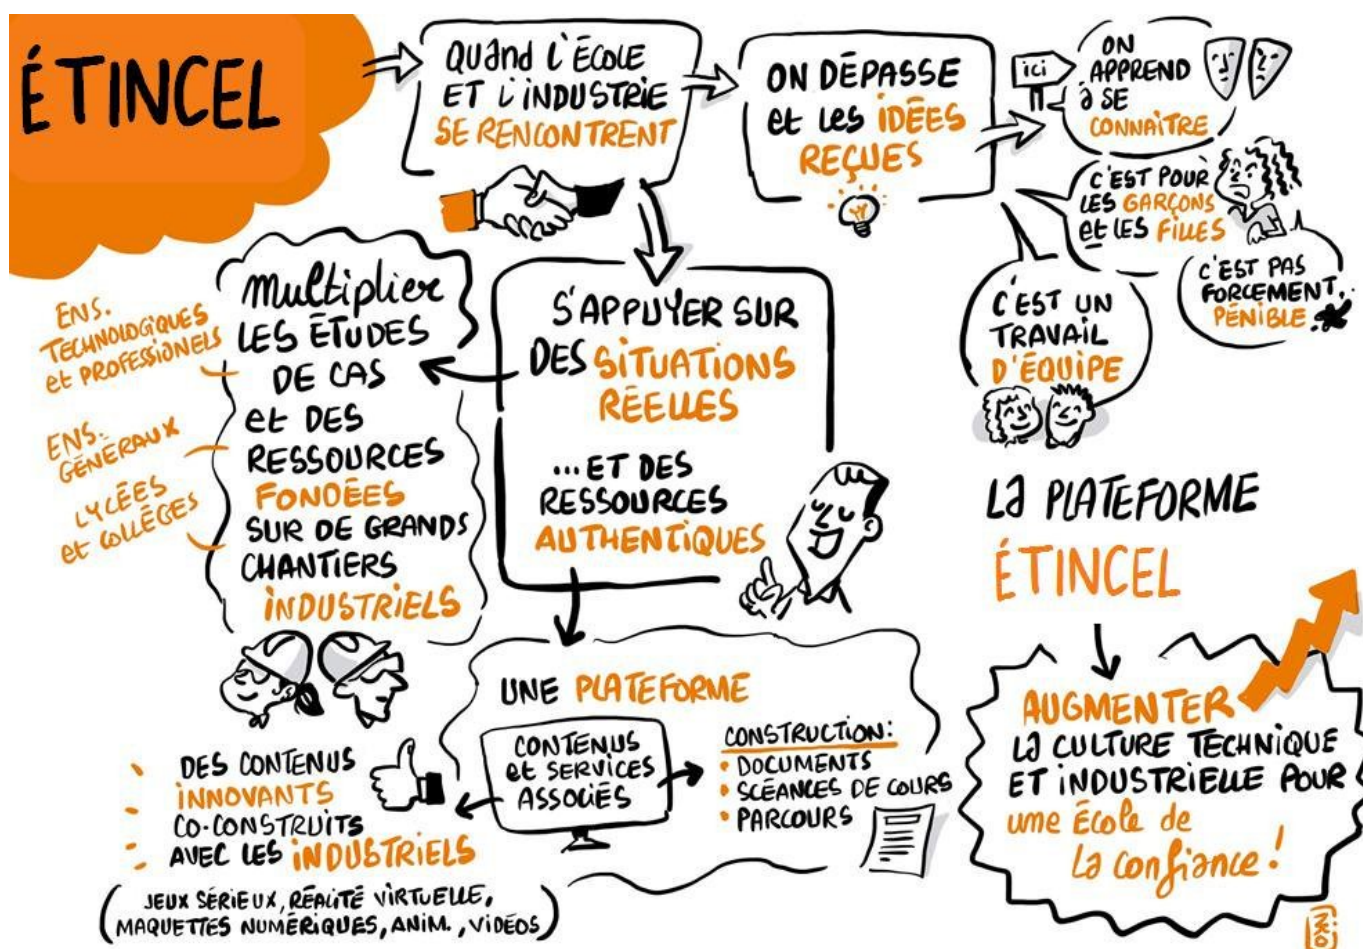 ÉTINCEL
QUAND L'ÉCOLE
ET L'INDUSTRIE
SE RENCONTRENT
ON DÉPASSE
et LES IDÉES
REÇUES
ici
ON
APPREND
à SE
CONNAÎTRE
C'EST POUR
LES GARÇONS
et LES FILLES
C'EST PAS
FORCEMENT
PÉNIBLE
C'EST UN
TRAVAIL
D'ÉQUIPE
S'APPUYER SUR
DES SITUATIONS
RÉELLES
...ET DES
RESSOURCES
AUTHENTIQUES
multiplier
LES ÉTUDES
DE CAS
et DES
RESSOURCES
FONDÉES
SUR DE GRANDS
CHANTIERS
INDUSTRIELS
ENS.
TECHNOLOGIQUES
et PROFESSIONELS
ENS.
GÉNÉRAUX
LYCÉES
et COLLÈGES
UNE PLATEFORME
CONTENUS
et SERVICES
ASSOCIÉS
CONSTRUCTION:
• DOCUMENTS
• SCÉANCES DE COURS
• PARCOURS
DES CONTENUS
INNOVANTS
CO-CONSTRUITS
AVEC LES INDUSTRIELS
(JEUX SÉRIEUX, RÉALITÉ VIRTUELLE,
MAQUETTES NUMÉRIQUES, ANIM., VIDÉOS)
LA PLATEFORME
ÉTINCEL
AUGMENTER
LA CULTURE TECHNIQUE
ET INDUSTRIELLE POUR
une École de
la confiance!
NKO